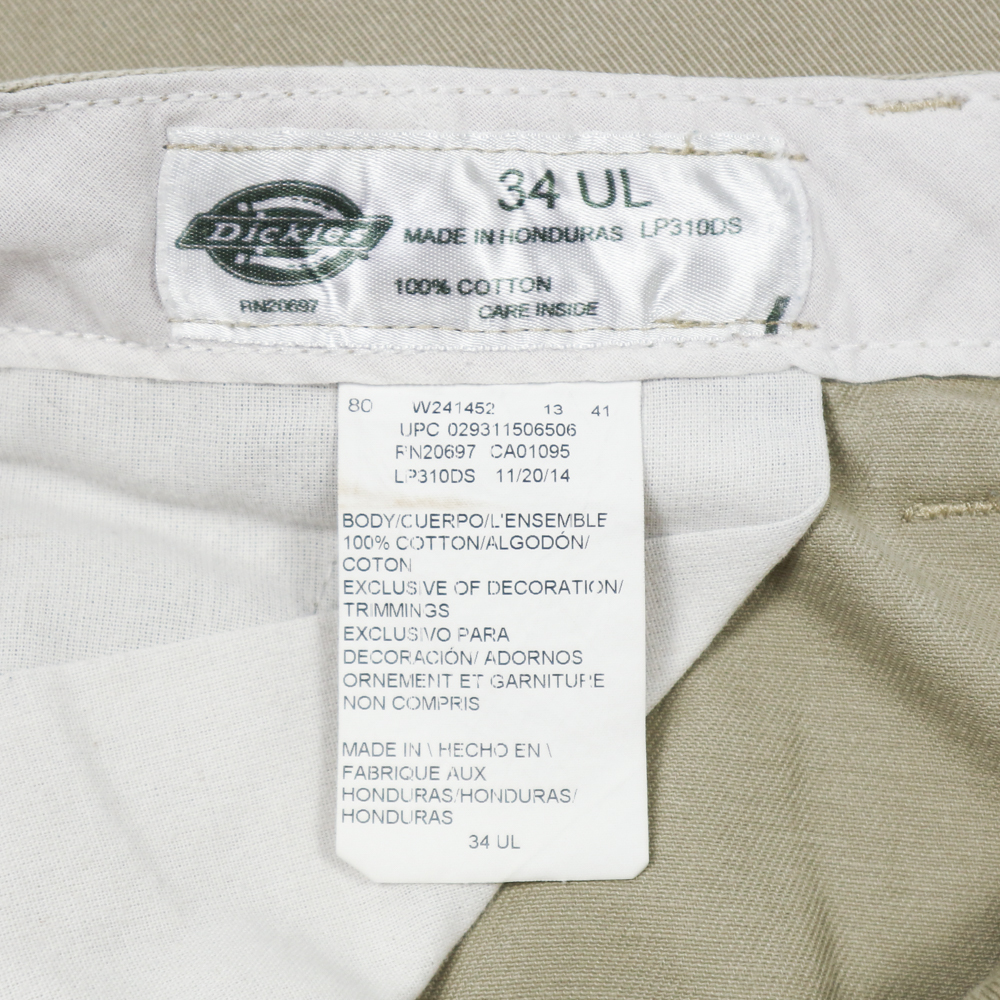 34 UL
DICKIES
MADE IN HONDURAS LP310DS
100% COTTON
RN20697
CARE INSIDE
80 W241452 13 41
UPC 029311506506
RN20697 CA01095
LP310DS 11/20/14
BODY/CUERPO/L'ENSEMBLE
100% COTTON/ALGODÓN/
COTON
EXCLUSIVE OF DECORATION/
TRIMMINGS
EXCLUSIVO PARA
DECORACIÓN/ ADORNOS
ORNEMENT ET GARNITURE
NON COMPRIS
MADE IN \ HECHO EN \
FABRIQUE AUX
HONDURAS/HONDURAS/
HONDURAS
34 UL